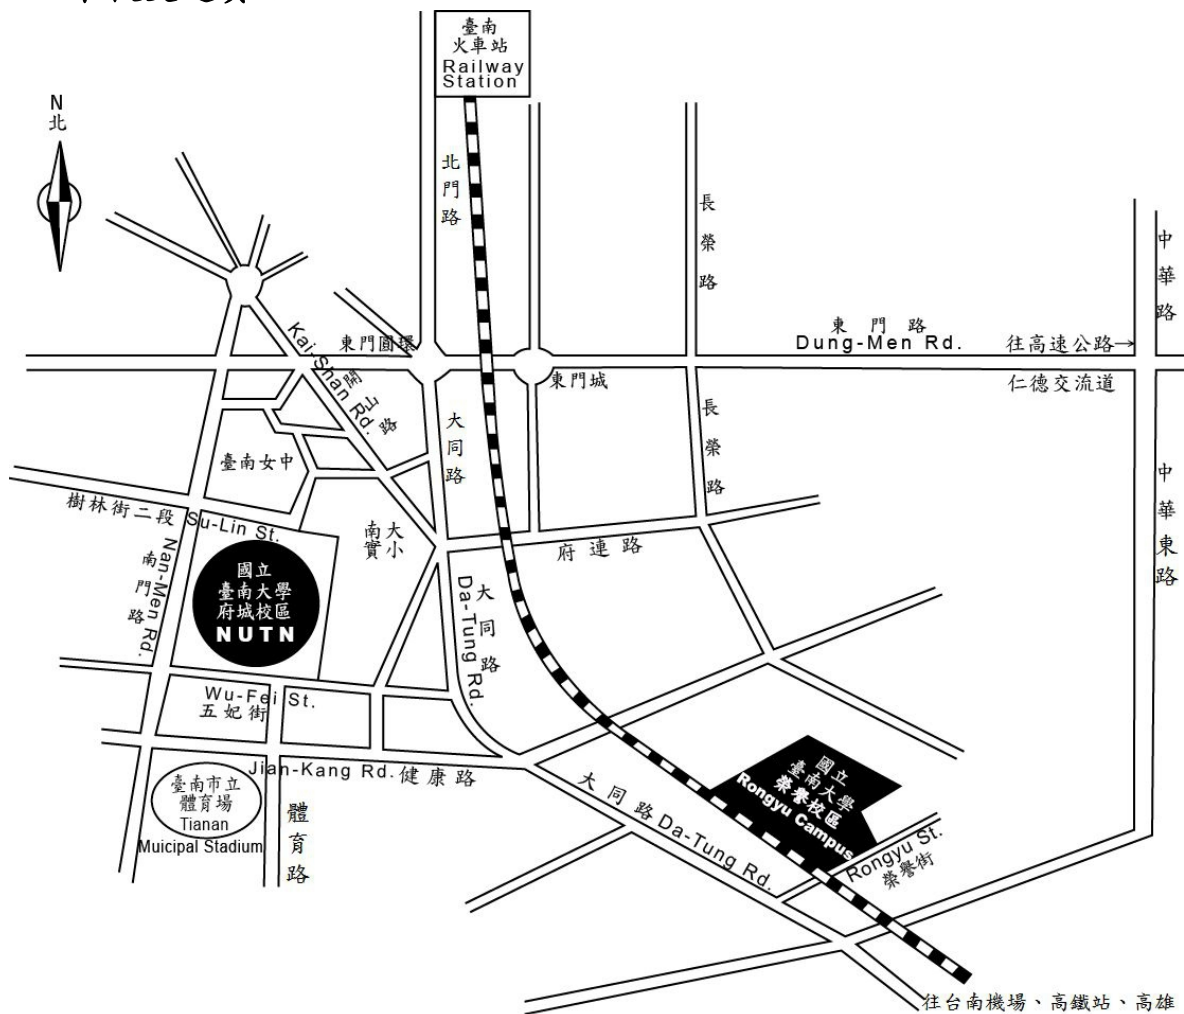 臺南
火車站
Railway
Station
N
北
北門路
長榮路
中華路
東門路
Dung-Men Rd.
往高速公路→
東門圓環
Kai-Shan Rd.
開山路
東門城
仁德交流道
大同路
長榮路
臺南女中
中華東路
樹林街二段
Su-Lin St.
南大
實小
府連路
南門路
Nan-Men Rd.
國立
臺南大學
府城校區
NUTN
大同路
Da-Tung Rd.
Wu-Fei St.
五妃街
Jian-Kang Rd. 健康路
臺南市立
體育場
Tianan
Muicipal Stadium
體育路
國立
臺南大學
榮譽校區
Rongyu Campus
大同路 Da-Tung Rd.
Rongyu St.
榮譽街
往台南機場、高鐵站、高雄